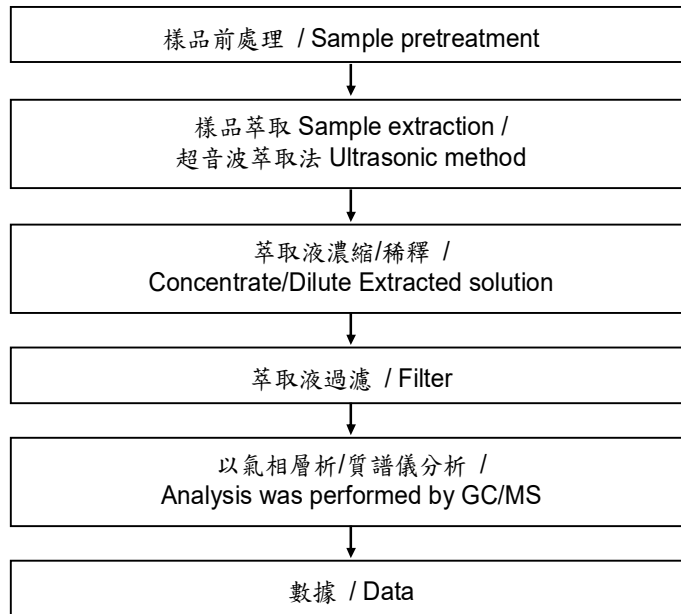 樣品前處理 / Sample pretreatment
樣品萃取 Sample extraction /
超音波萃取法 Ultrasonic method
萃取液濃縮/稀釋 /
Concentrate/Dilute Extracted solution
萃取液過濾 / Filter
以氣相層析/質譜儀分析 /
Analysis was performed by GC/MS
數據 / Data